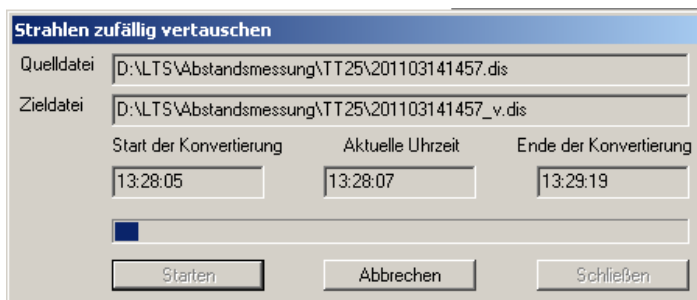 Strahlen zufällig vertauschen
Quelldatei D:\LTS\Abstandsmessung\TT25\201103141457.dis
Zieldatei D:\LTS\Abstandsmessung\TT25\201103141457_v.dis
Start der Konvertierung Aktuelle Uhrzeit Ende der Konvertierung
13:28:05 13:28:07 13:29:19
Starten Abbrechen Schließen